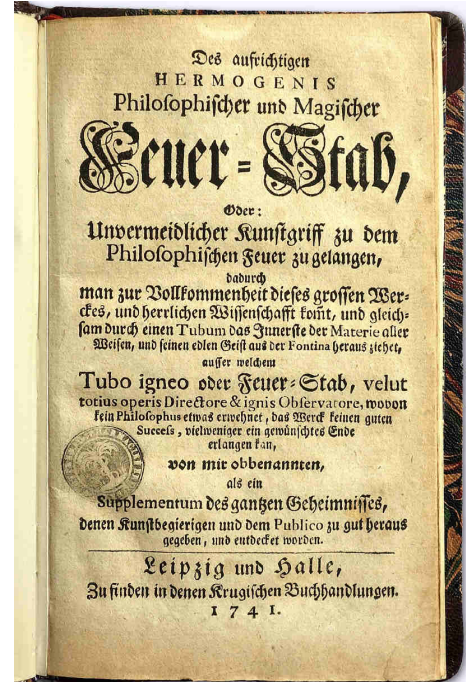 Des aufrichtigen
HERMOGENIS
Philosophischer und Magischer
Feuer-Stab,
Oder:
Unvermeidlicher Kunstgriff zu dem
Philosophischen Feuer zu gelangen,
dadurch
man zur Vollkommenheit dieses grossen Wer-
ckes, und herrlichen Wissenschafft kom̃t, und gleich-
sam durch einen Tubum das Innerste der Materie aller
Weisen, und seinen edlen Geist aus der Fontina heraus ziehet,
ausser welchem
Tubo igneo oder Feuer-Stab, velut
totius operis Directore & ignis Observatore, wovon
kein Philosophus etwas erwehnet, das Werck keinen guten
Success, vielweniger ein gewünschtes Ende
erlangen kan,
von mir obbenannten,
als ein
Supplementum des gantzen Geheimnisses,
denen Kunstbegierigen und dem Publico zu gut heraus
gegeben, und entdecket worden.
Leipzig und Halle,
Zu finden in denen Krugischen Buchhandlungen.
1741.